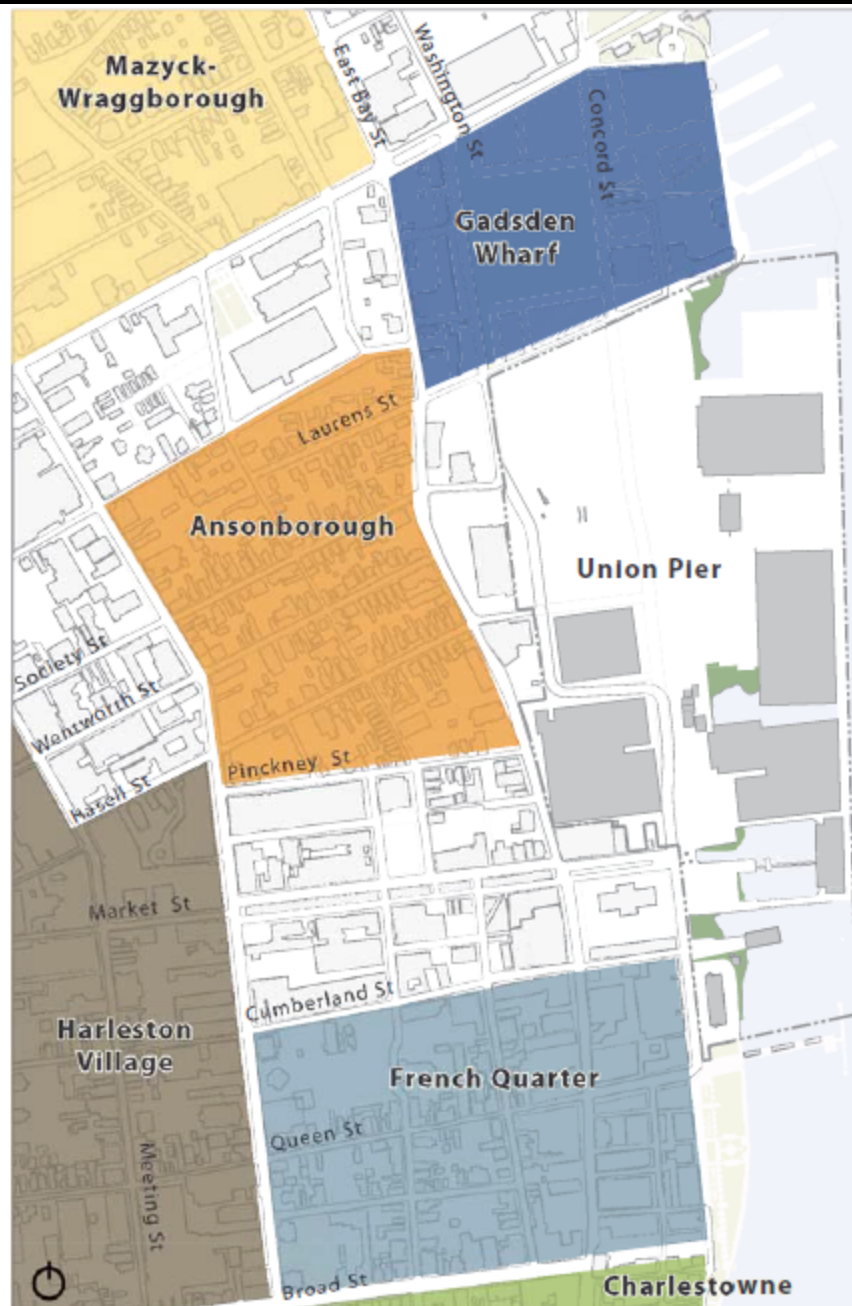 Mazyck-
Wraggborough
East Bay St
Washington St
Concord St
Gadsden
Wharf
Laurens St
Ansonborough
Union Pier
Society St
Wentworth St
Hasell St
Pinckney St
Market St
Cumberland St
Harleston
Village
French Quarter
Queen St
Meeting St
Broad St
Charlestowne